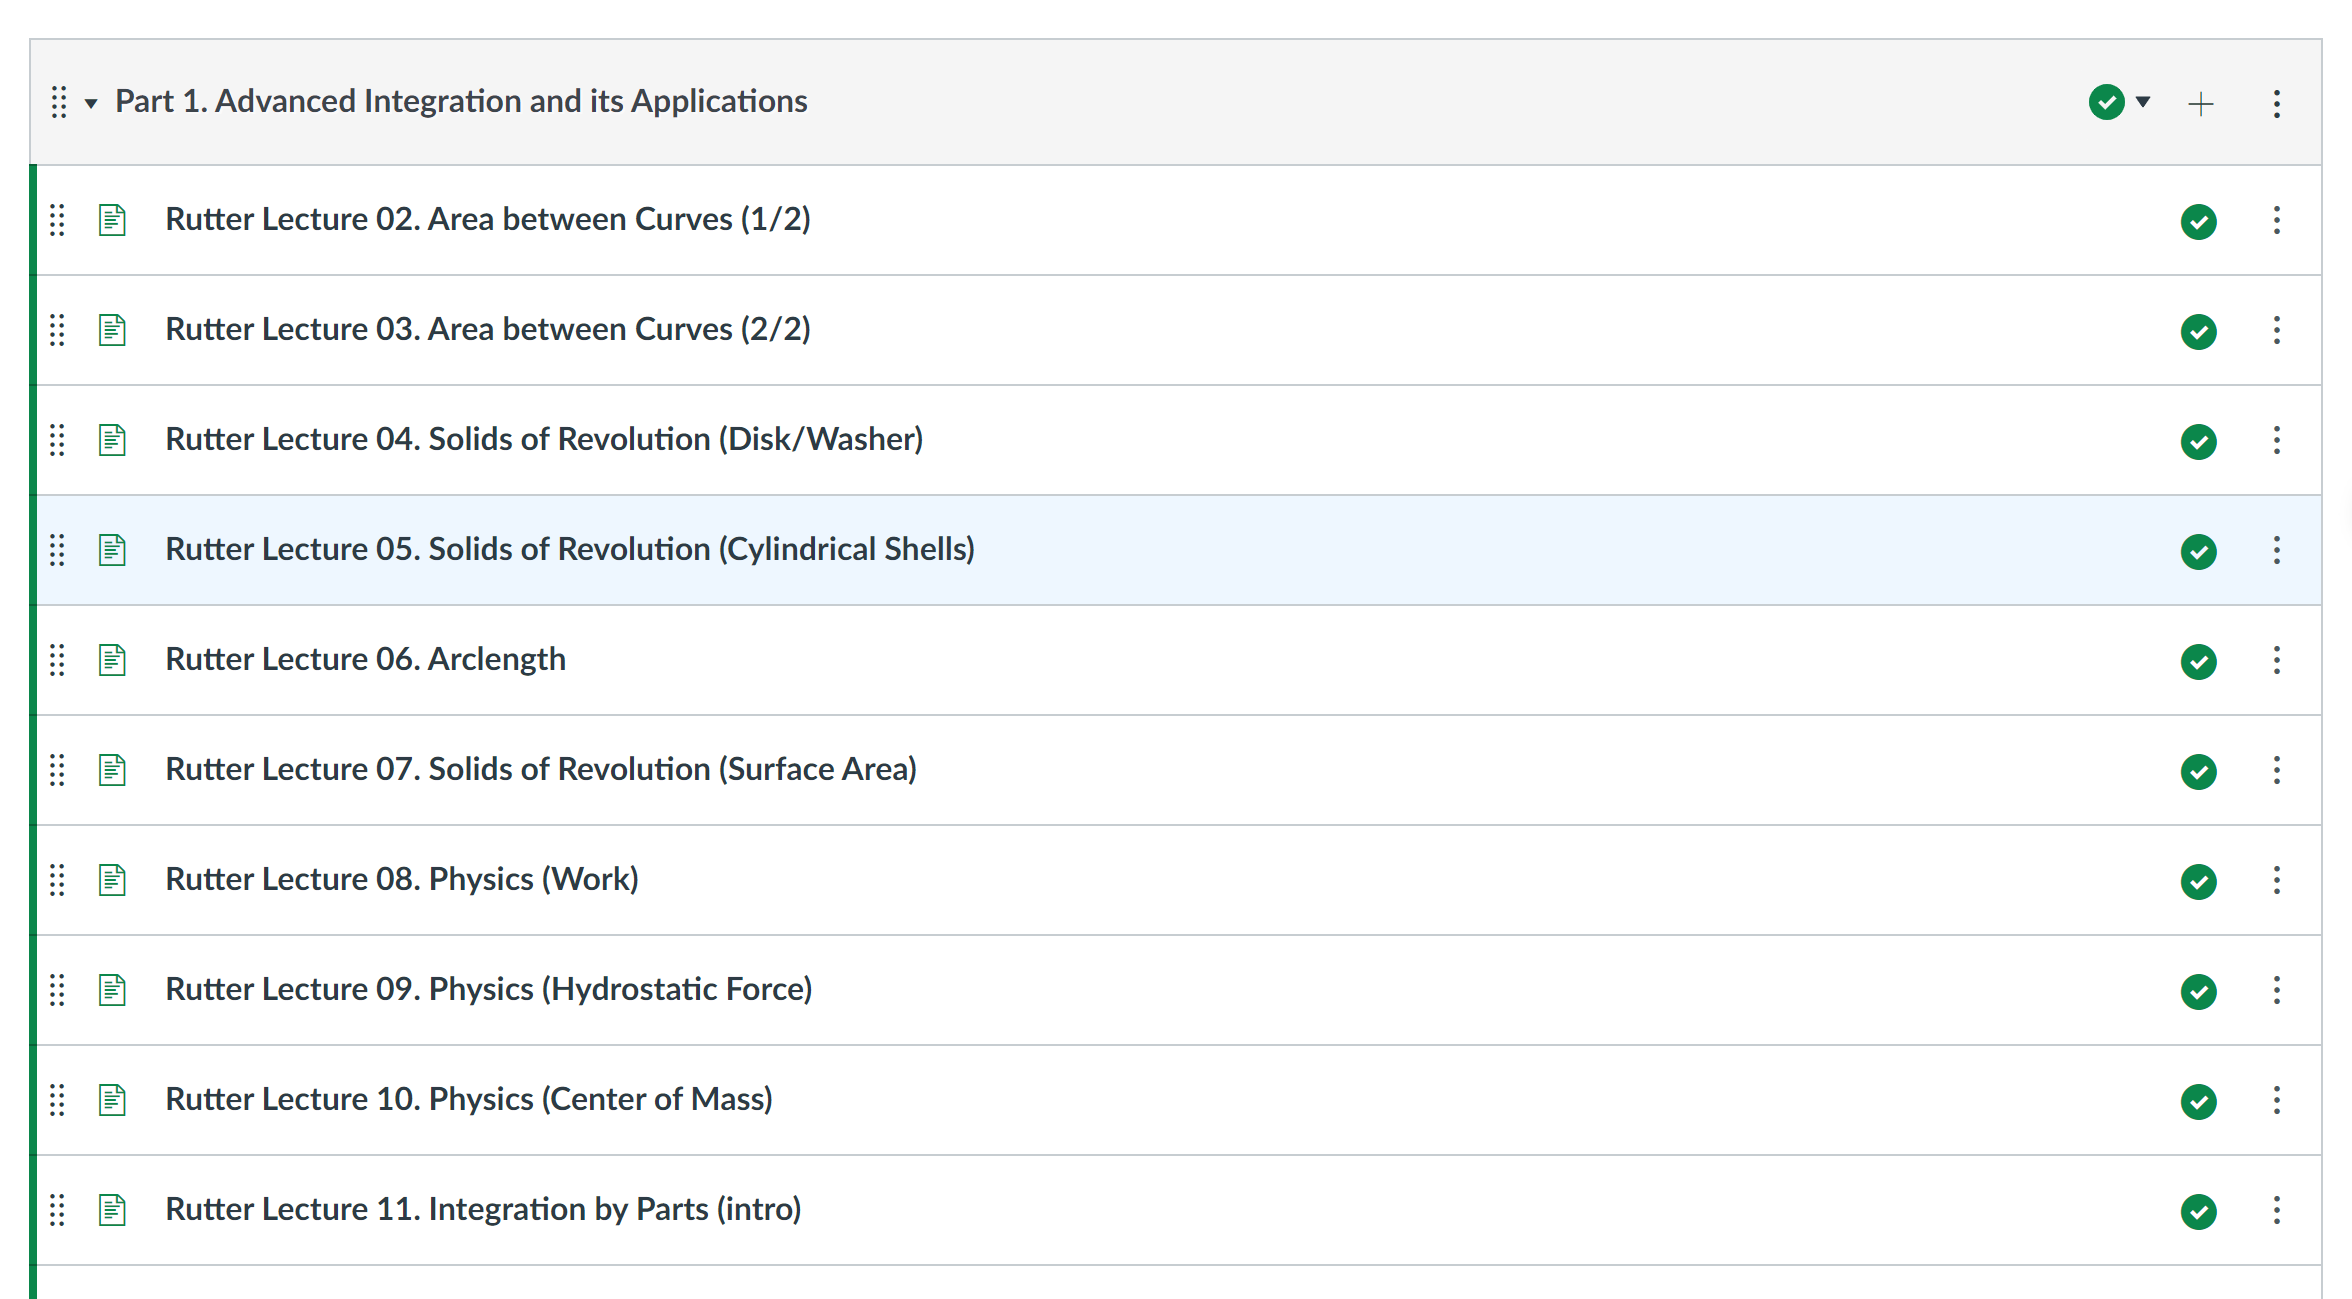 Part 1. Advanced Integration and its Applications
Rutter Lecture 02. Area between Curves (1/2)
Rutter Lecture 03. Area between Curves (2/2)
Rutter Lecture 04. Solids of Revolution (Disk/Washer)
Rutter Lecture 05. Solids of Revolution (Cylindrical Shells)
Rutter Lecture 06. Arclength
Rutter Lecture 07. Solids of Revolution (Surface Area)
Rutter Lecture 08. Physics (Work)
Rutter Lecture 09. Physics (Hydrostatic Force)
Rutter Lecture 10. Physics (Center of Mass)
Rutter Lecture 11. Integration by Parts (intro)